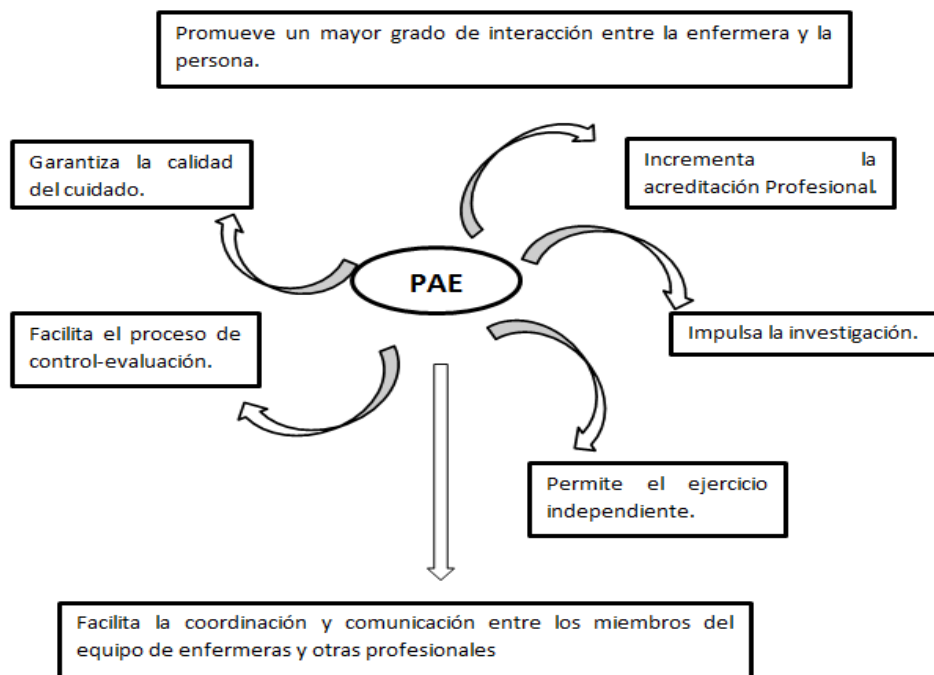 Promueve un mayor grado de interacción entre la enfermera y la
persona.
Garantiza la calidad
del cuidado.
Incrementa la
acreditación Profesional.
PAE
Facilita el proceso de
control-evaluación.
Impulsa la investigación.
Permite el ejercicio
independiente.
Facilita la coordinación y comunicación entre los miembros del
equipo de enfermeras y otras profesionales